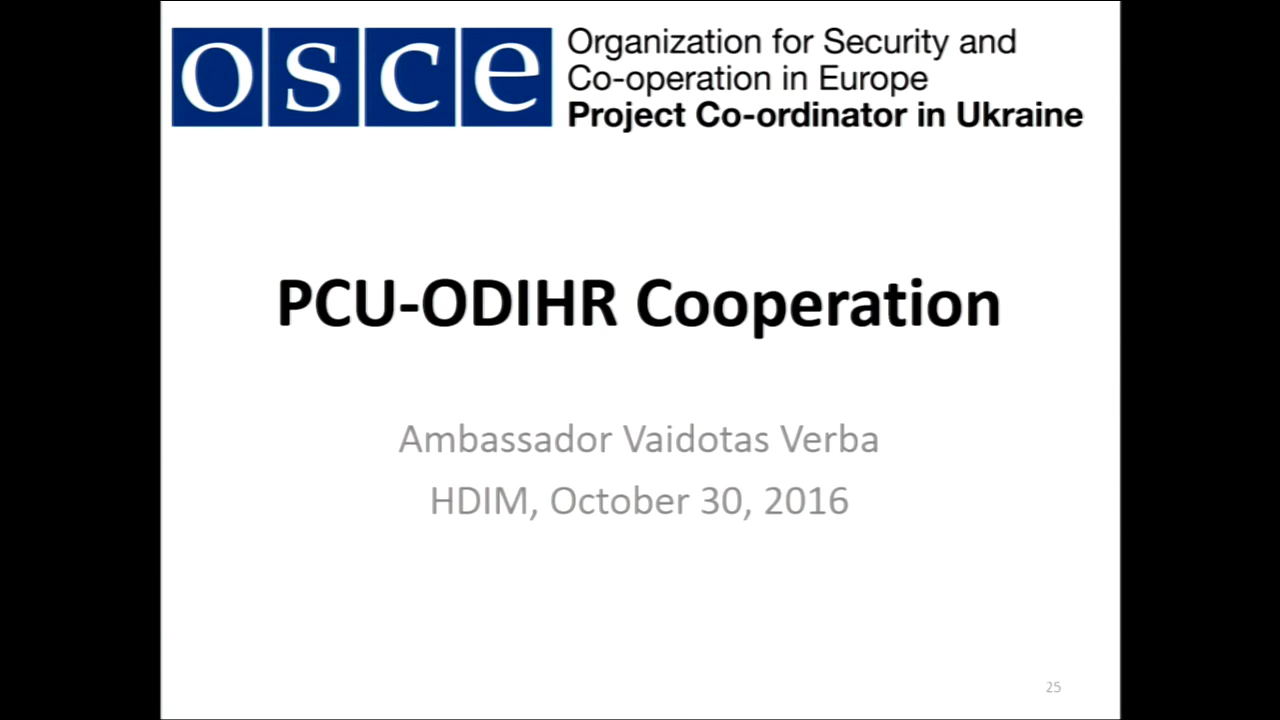 osce
Organization for Security and
Co-operation in Europe
Project Co-ordinator in Ukraine
PCU-ODIHR Cooperation
Ambassador Vaidotas Verba
HDIM, October 30, 2016
25